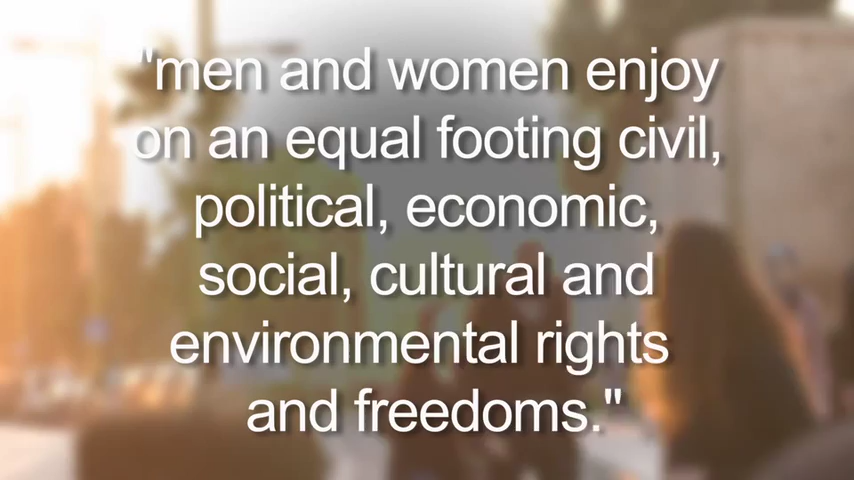 "men and women enjoy
on an equal footing civil,
political, economic,
social, cultural and
environmental rights
and freedoms."